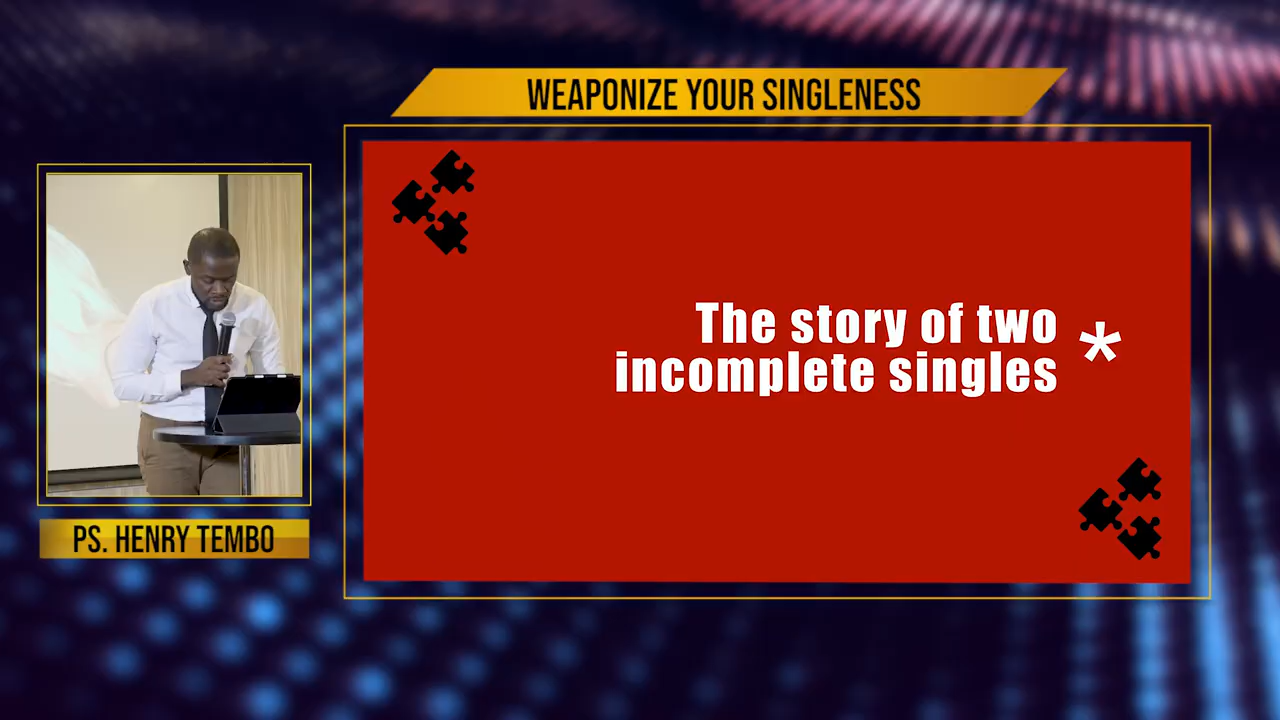 WEAPONIZE YOUR SINGLENESS
The story of two
incomplete singles *
PS. HENRY TEMBO